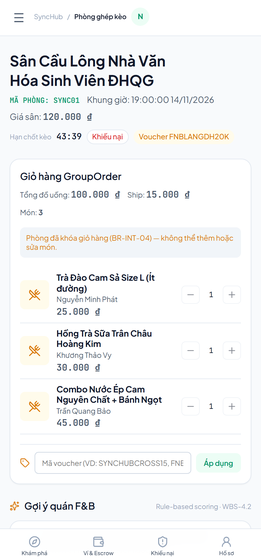 SyncHub / Phòng ghép kèo N
Sân Cầu Lông Nhà Văn
Hóa Sinh Viên ĐHQG
MÃ PHÒNG: SYNC01 Khung giờ: 19:00:00 14/11/2026
Giá sân: 120.000 đ
Hạn chốt kèo 43:39 Khiếu nại Voucher FNBLANGDH20K
Giỏ hàng GroupOrder
Tổng đồ uống: 100.000 đ Ship: 15.000 đ
Món: 3
Phòng đã khóa giỏ hàng (BR-INT-04) — không thể thêm hoặc
sửa món.
Trà Đào Cam Sả Size L (Ít
đường)
Nguyễn Minh Phát
25.000 đ
1
Hồng Trà Sữa Trân Châu
Hoàng Kim
Khương Thảo Vy
30.000 đ
1
Combo Nước Ép Cam
Nguyên Chất + Bánh Ngọt
Trần Quang Bảo
45.000 đ
1
Mã voucher (VD: SYNCHUBCROSS15, FNE
Áp dụng
Gợi ý quán F&B Rule-based scoring · WBS-4.2
Khám phá Ví & Escrow Khiếu nại Hồ sơ